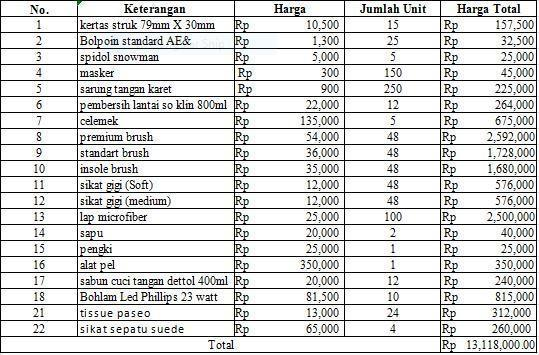 No. Keterangan Harga Jumlah Unit Harga Total
1 kertas struk 79mm X 30mm Rp 10,500 15 Rp 157,500
2 Bolpoin standard AE& Rp 1,300 25 Rp 32,500
3 spidol snowman Rp 5,000 5 Rp 25,000
4 masker Rp 300 150 Rp 45,000
5 sarung tangan karet Rp 900 250 Rp 225,000
6 pembersih lantai so klin 800ml Rp 22,000 12 Rp 264,000
7 celemek Rp 135,000 5 Rp 675,000
8 premium brush Rp 54,000 48 Rp 2,592,000
9 standart brush Rp 36,000 48 Rp 1,728,000
10 insole brush Rp 35,000 48 Rp 1,680,000
11 sikat gigi (Soft) Rp 12,000 48 Rp 576,000
12 sikat gigi (medium) Rp 12,000 48 Rp 576,000
13 lap microfiber Rp 25,000 100 Rp 2,500,000
14 sapu Rp 20,000 2 Rp 40,000
15 pengki Rp 25,000 1 Rp 25,000
16 alat pel Rp 350,000 1 Rp 350,000
17 sabun cuci tangan dettol 400ml Rp 20,000 12 Rp 240,000
18 Bohlam Led Phillips 23 watt Rp 81,500 10 Rp 815,000
21 tissue paseo Rp 13,000 24 Rp 312,000
22 sikat sepatu suede Rp 65,000 4 Rp 260,000
Total Rp 13,118,000.00